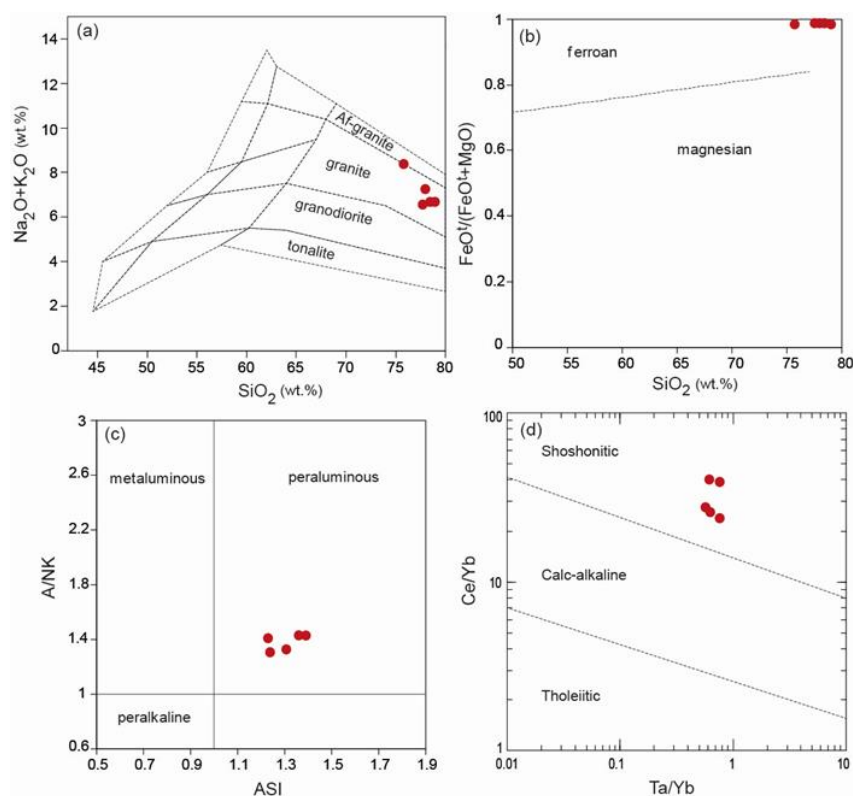 (a)
Na2O+K2O (wt.%)
14
12
10
8
6
4
2
0
Af-granite
granite
granodiorite
tonalite
45 50 55 60 65 70 75 80
SiO2 (wt.%)
(b)
FeOt/(FeOt+MgO)
1
0.8
0.6
0.4
0.2
0
ferroan
magnesian
50 60 70 80
SiO2 (wt.%)
(c)
A/NK
3
2.6
2.2
1.8
1.4
1
0.6
metaluminous
peraluminous
peralkaline
0.5 0.7 0.9 1.1 1.3 1.5 1.7 1.9
ASI
(d)
Ce/Yb
100
10
1
Shoshonitic
Calc-alkaline
Tholeiitic
0.01 0.1 1 10
Ta/Yb